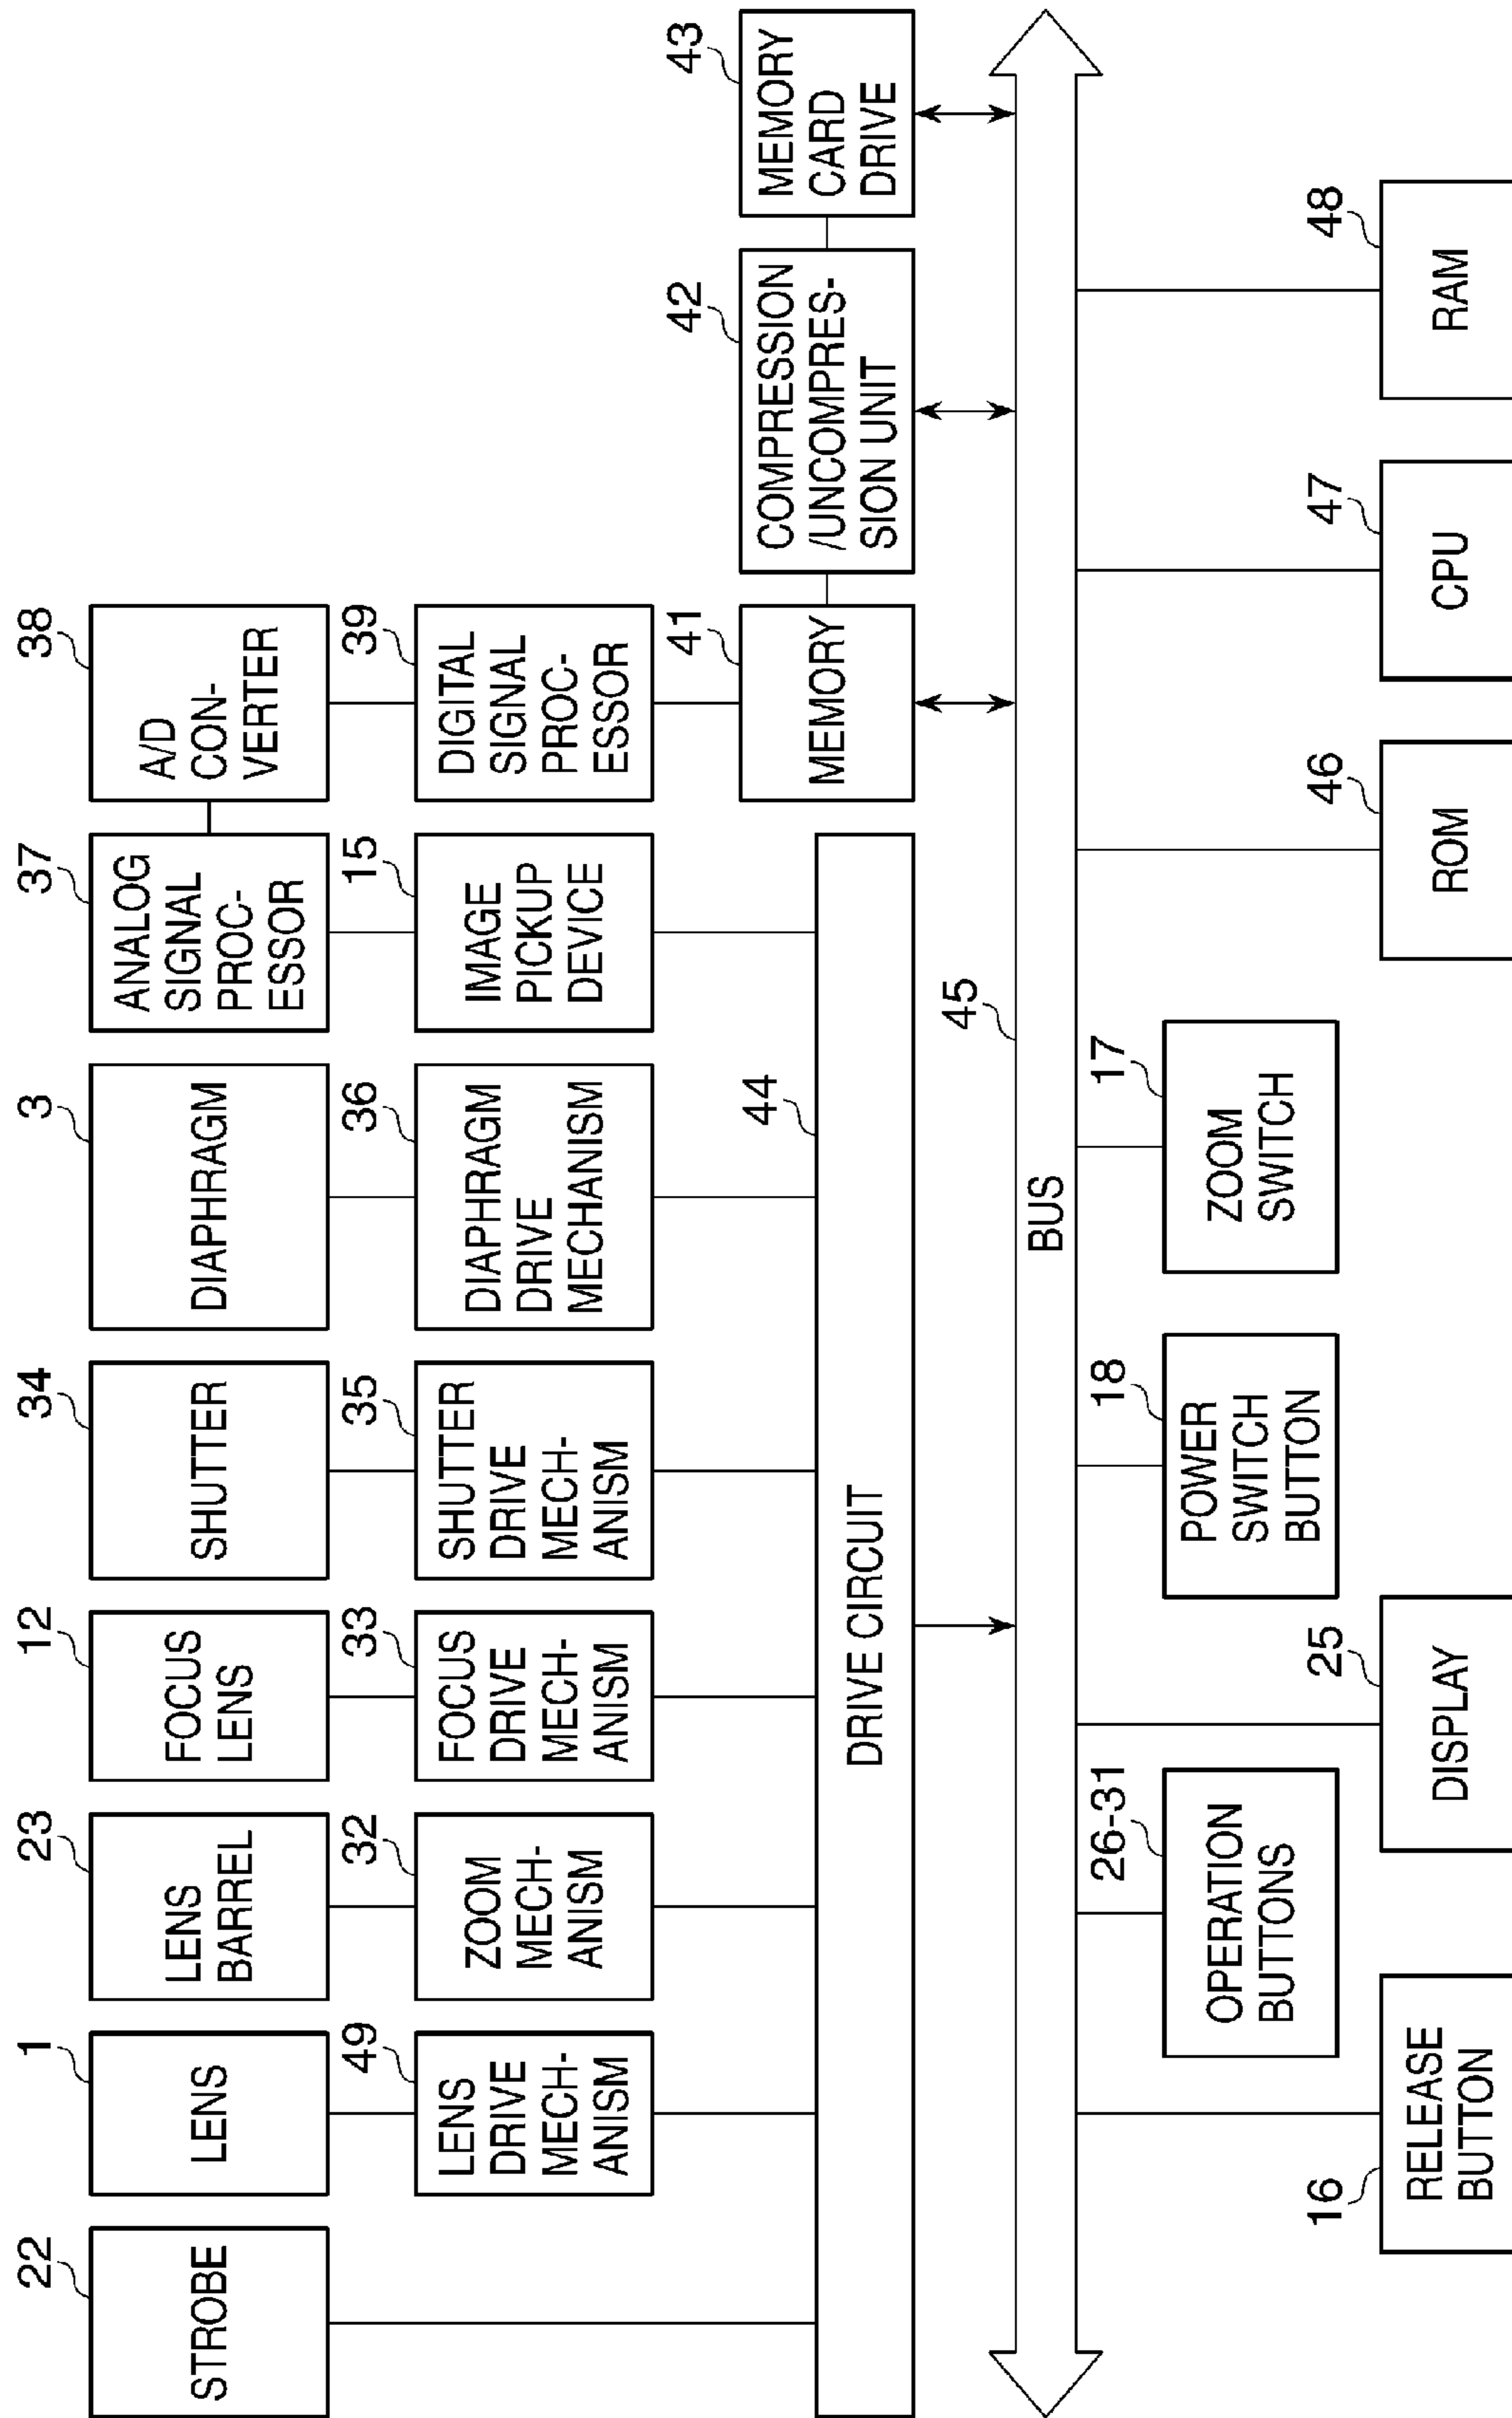 22
STROBE
1
LENS
49
LENS
DRIVE
MECH-
ANISM
23
LENS
BARREL
32
ZOOM
MECH-
ANISM
12
FOCUS
LENS
33
FOCUS
DRIVE
MECH-
ANISM
34
SHUTTER
35
SHUTTER
DRIVE
MECH-
ANISM
3
DIAPHRAGM
36
DIAPHRAGM
DRIVE
MECHANISM
37
ANALOG
SIGNAL
PROC-
ESSOR
15
IMAGE
PICKUP
DEVICE
38
A/D
CON-
VERTER
39
DIGITAL
SIGNAL
PROC-
ESSOR
41
MEMORY
42
COMPRESSION
/UNCOMPRES-
SION UNIT
43
MEMORY
CARD
DRIVE
44
DRIVE CIRCUIT
45
BUS
16
RELEASE
BUTTON
26-31
OPERATION
BUTTONS
25
DISPLAY
18
POWER
SWITCH
BUTTON
17
ZOOM
SWITCH
46
ROM
47
CPU
48
RAM